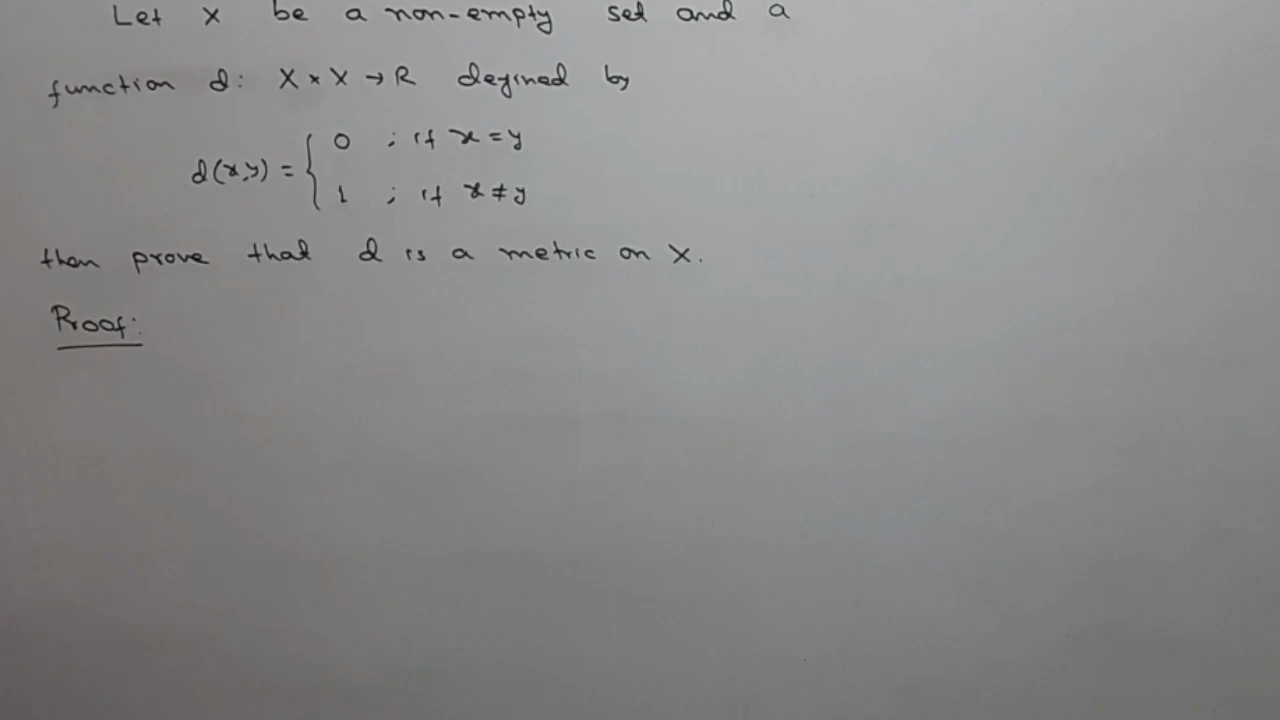 Let X be a non-empty set and a
function d: X × X → R defined by
d(x,y) = { 0 ; if x = y
1 ; if x ≠ y
then prove that d is a metric on X.
Proof: